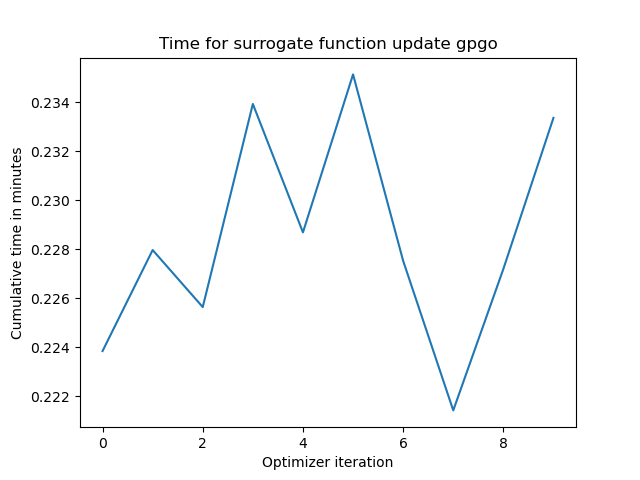 Time for surrogate function update gpgo
Cumulative time in minutes
0.234
0.232
0.230
0.228
0.226
0.224
0.222
0 2 4 6 8
Optimizer iteration